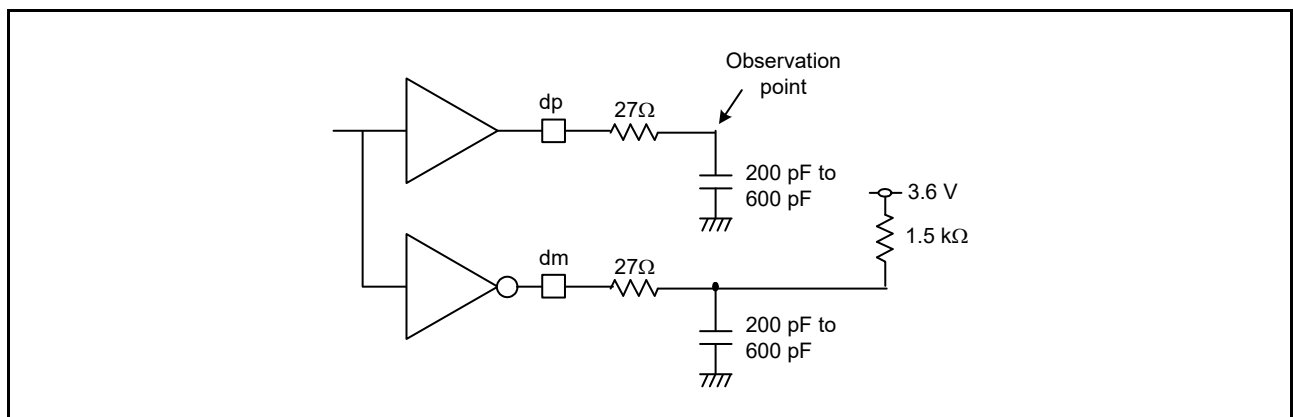 Observation
point
dp
27Ω
200 pF to
600 pF
3.6 V
1.5 kΩ
dm
27Ω
200 pF to
600 pF